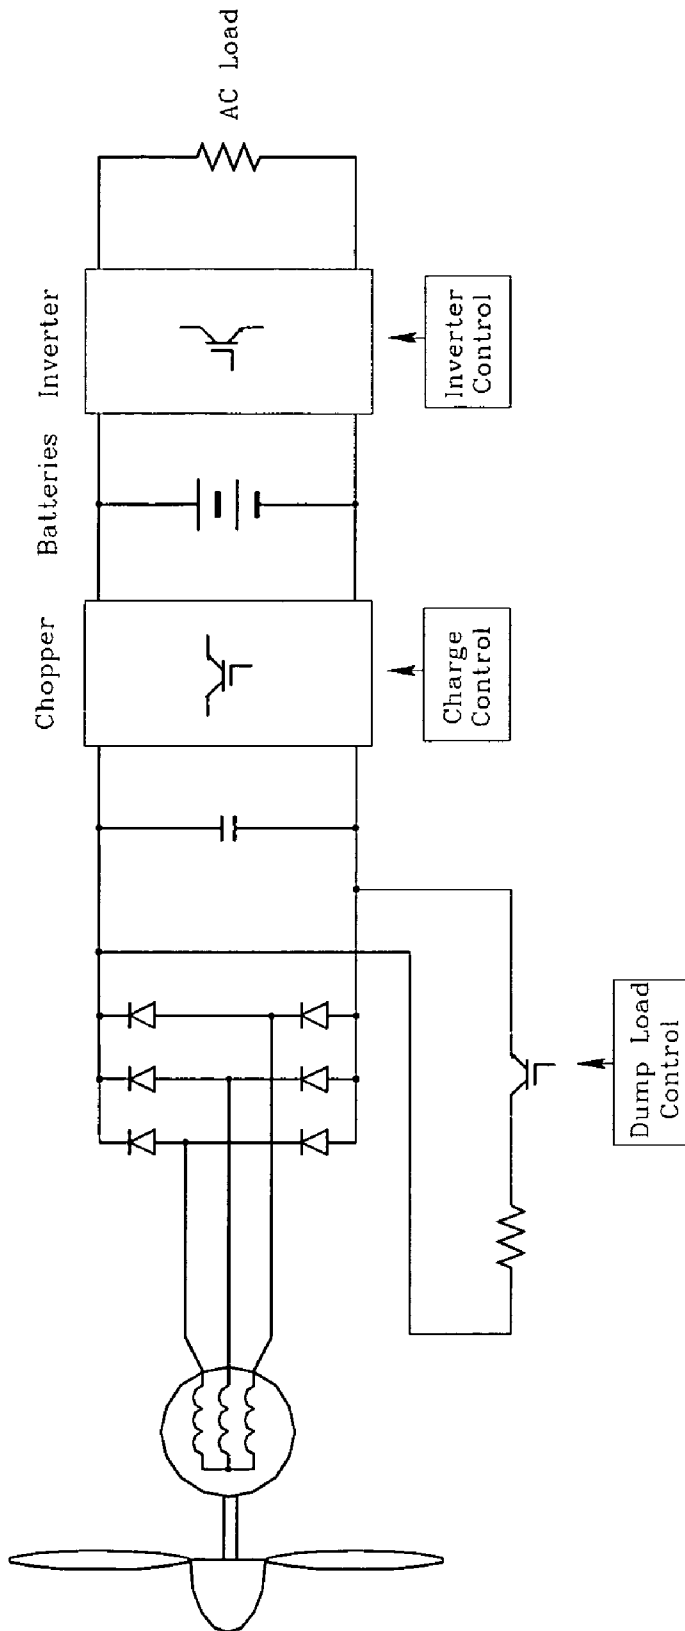 Chopper
Batteries
Inverter
AC Load
Charge
Control
Inverter
Control
Dump Load
Control